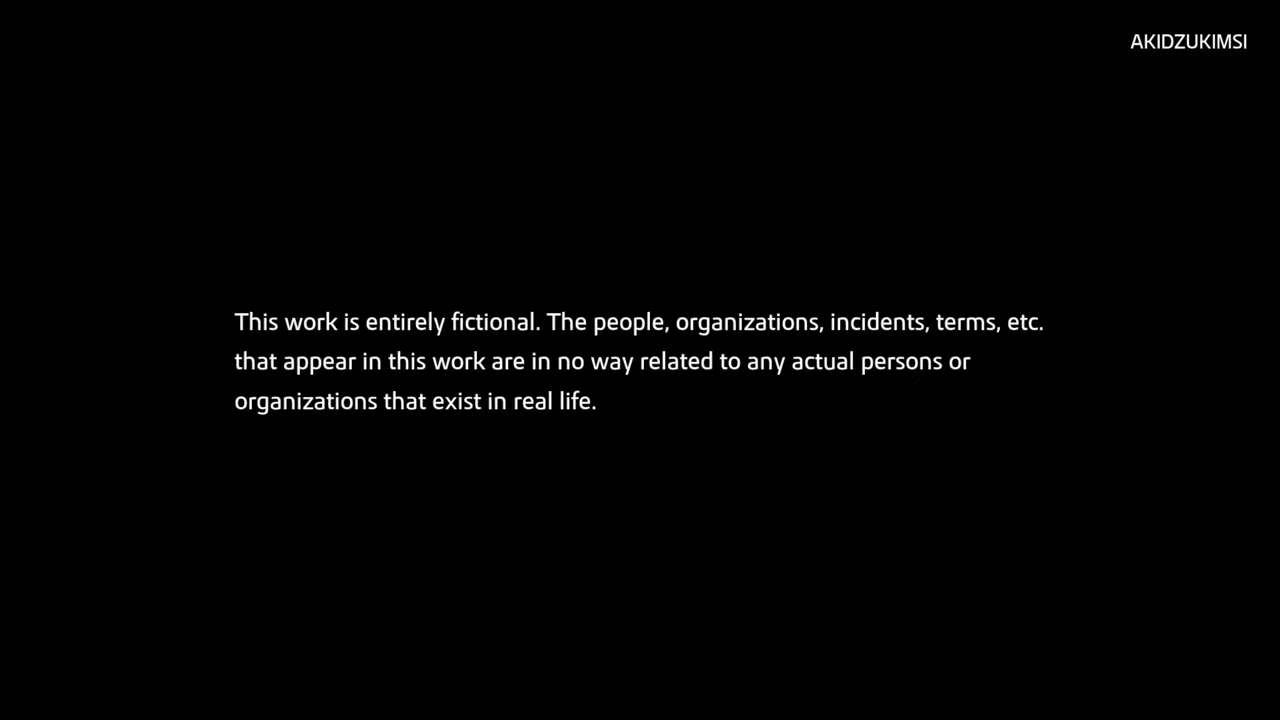 AKIDZUKIMSI
This work is entirely fictional. The people, organizations, incidents, terms, etc.
that appear in this work are in no way related to any actual persons or
organizations that exist in real life.